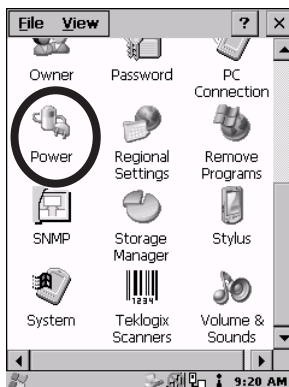 File View ? ×
Owner Password PC Connection
Power Regional Settings Remove Programs
SNMP Storage Manager Stylus
1234
System Teklogix Scanners Volume & Sounds
9:20 AM